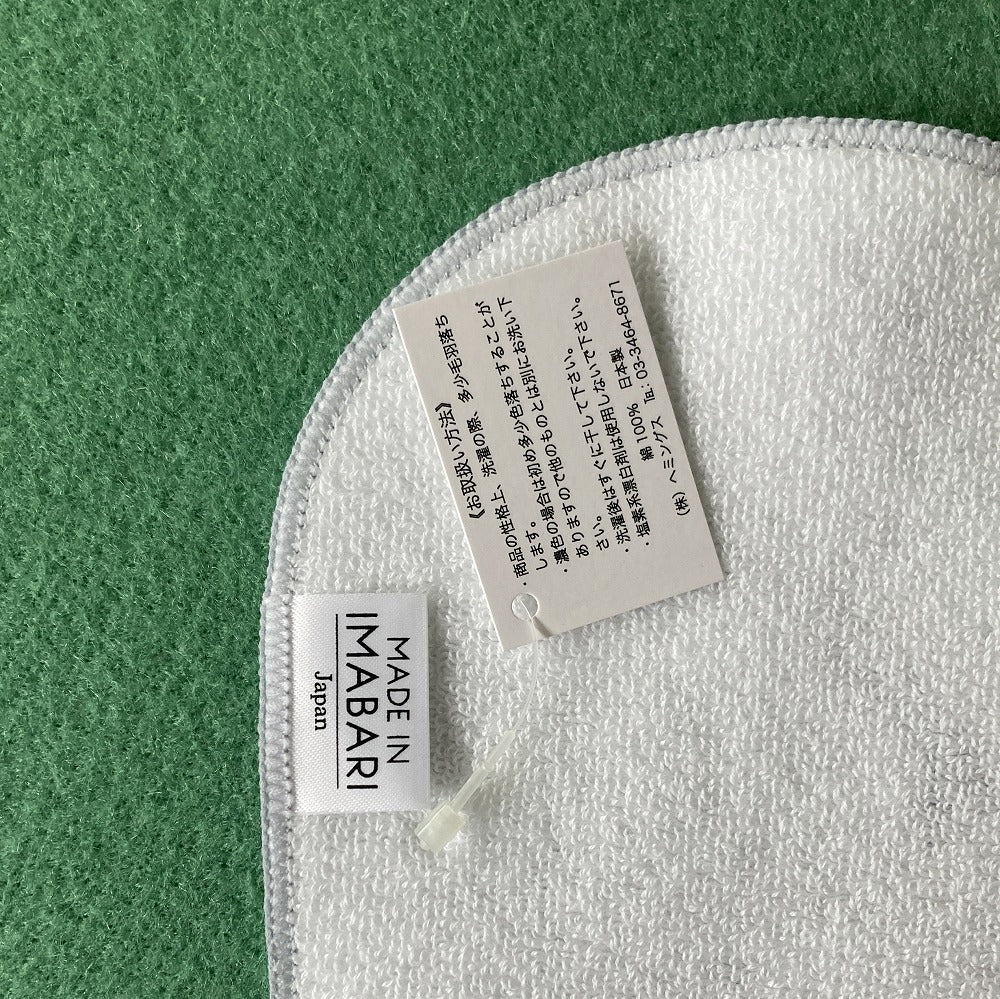 《お取扱い方法》
・商品の性格上、洗濯の際、多少毛羽落ち
します。
・濃色の場合は初め多少色落ちすることが
ありますので他のものとは別にお洗い下
さい。
・洗濯後はすぐに干して下さい。
・塩素系漂白剤は使用しないで下さい。
綿100% 日本製
(株) ヘミングス ℡: 03-3464-8671
MADE IN
IMABARI
Japan